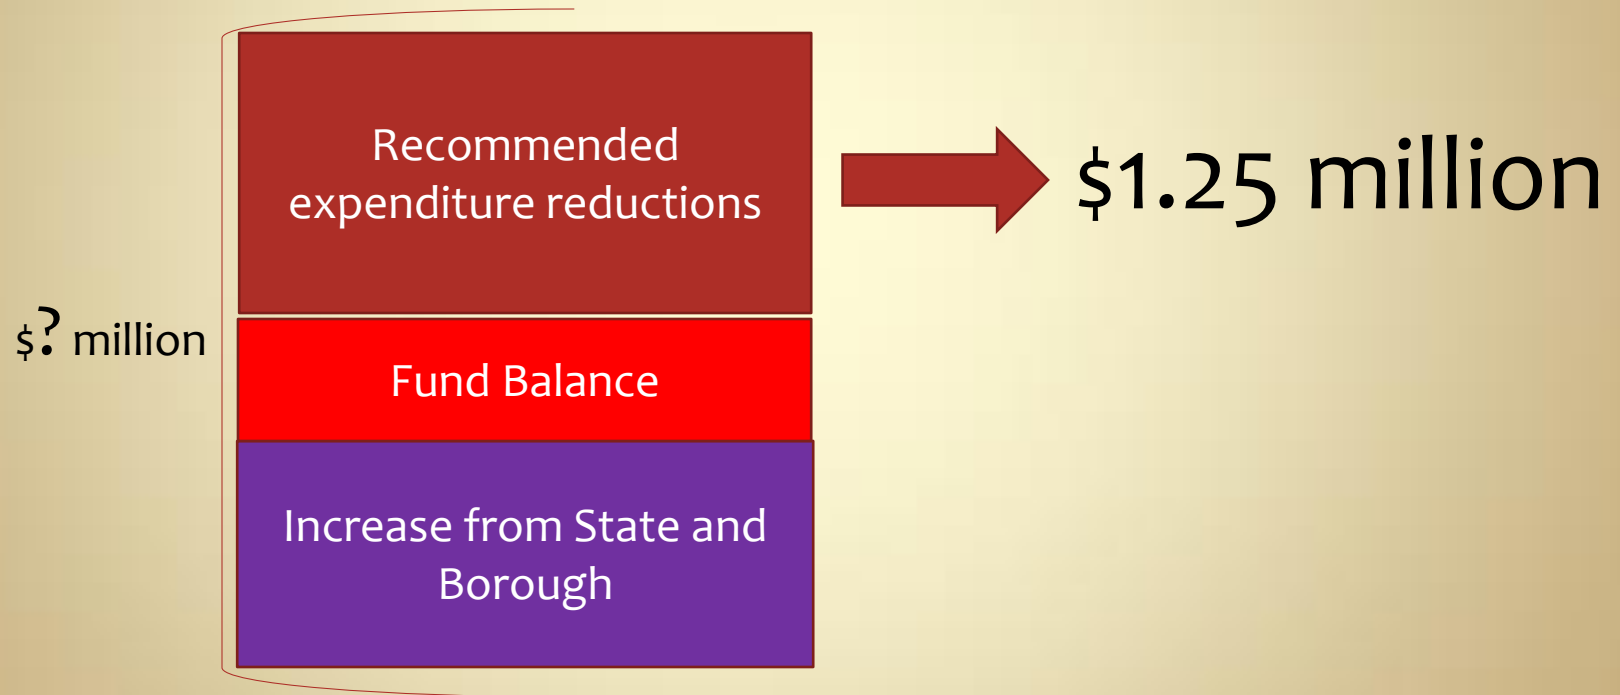 Recommended
expenditure reductions
$1.25 million
$? million
Fund Balance
Increase from State and
Borough